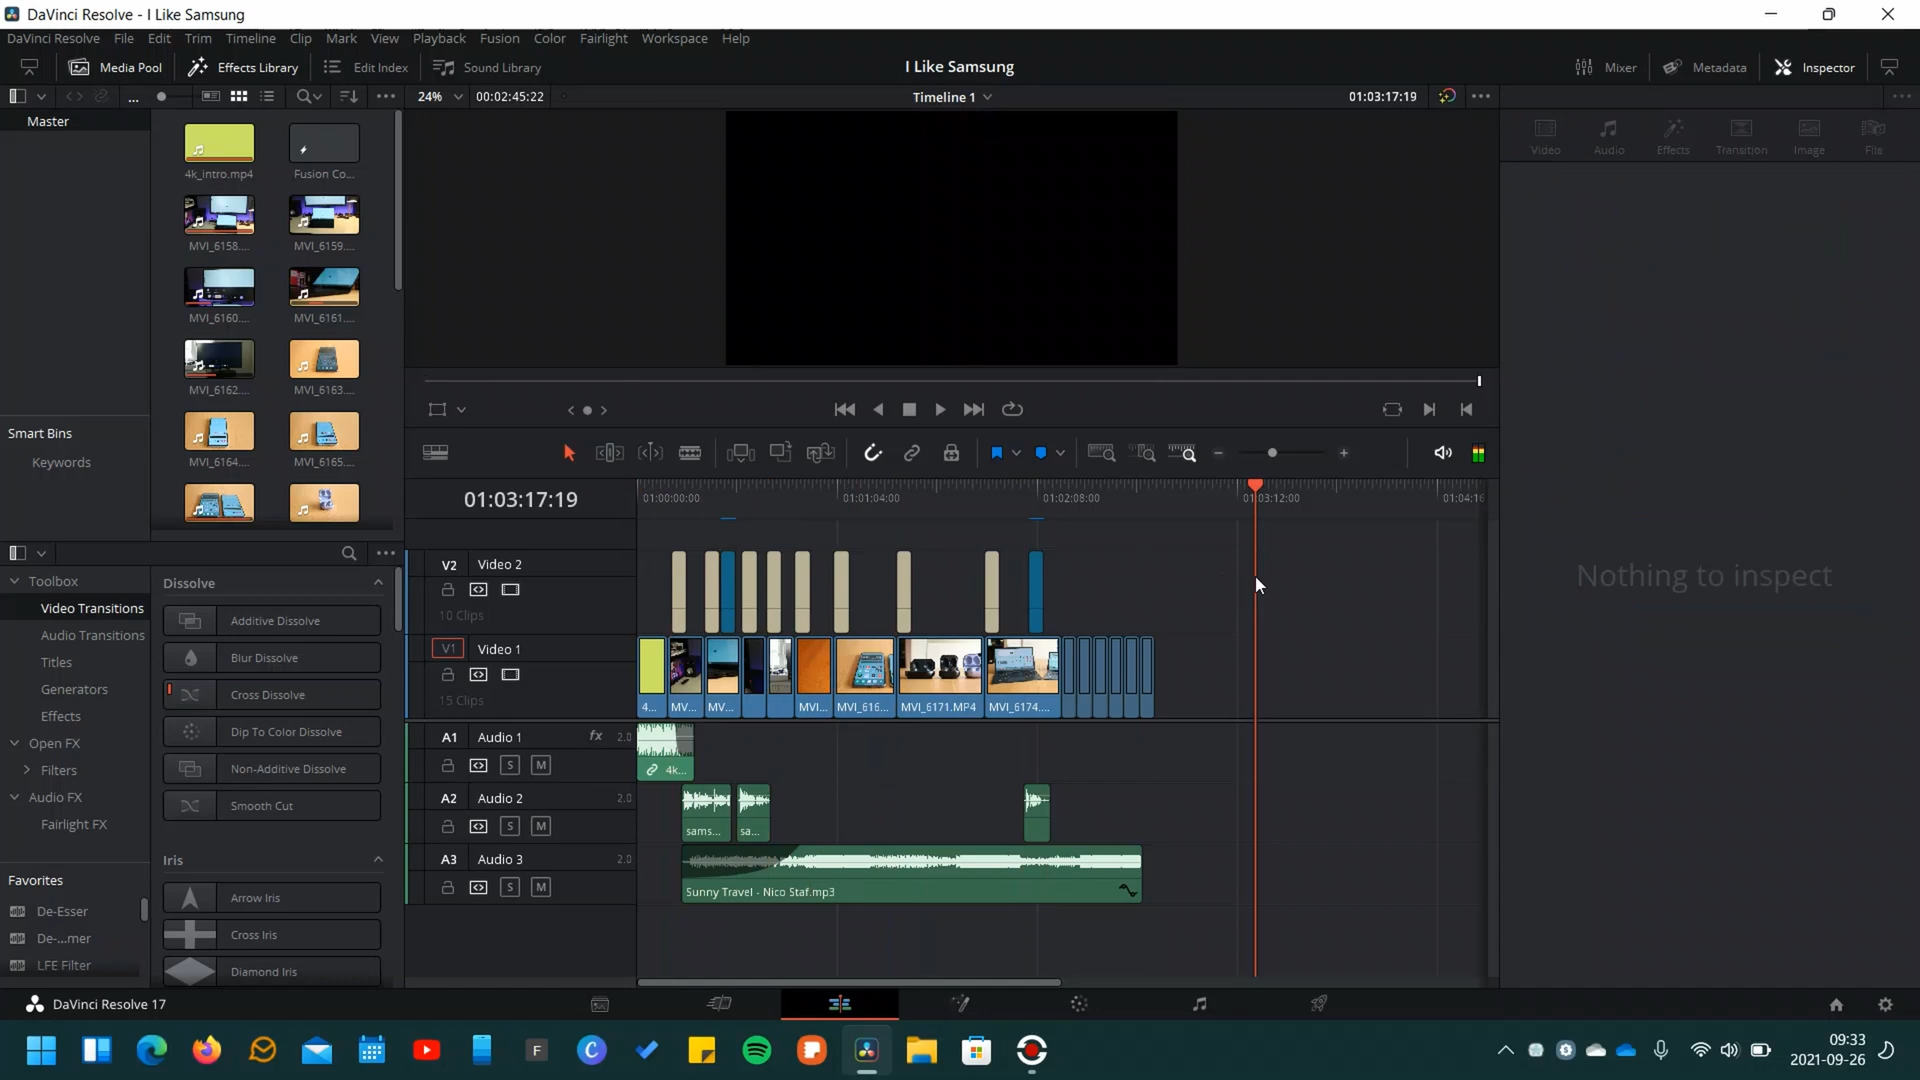 DaVinci Resolve - I Like Samsung
DaVinci Resolve File Edit Trim Timeline Clip Mark View Playback Fusion Color Fairlight Workspace Help
Media Pool Effects Library Edit Index Sound Library I Like Samsung Mixer Metadata Inspector
24% 00:02:45:22 Timeline 1 01:03:17:19
Master
4k_intro.mp4 Fusion Co...
MVI_6158.... MVI_6159....
MVI_6160.... MVI_6161....
MVI_6162.... MVI_6163....
MVI_6164.... MVI_6165....
Smart Bins
Keywords
Video Audio Effects Transition Image File
Nothing to inspect
01:03:17:19
01:00:00:00 01:01:04:00 01:02:08:00 01:03:12:00 01:04:16
Toolbox
Video Transitions
Audio Transitions
Titles
Generators
Effects
Open FX
Filters
Audio FX
Fairlight FX
Favorites
De-Esser
De-...mer
LFE Filter
Dissolve
Additive Dissolve
Blur Dissolve
Cross Dissolve
Dip To Color Dissolve
Non-Additive Dissolve
Smooth Cut
Iris
Arrow Iris
Cross Iris
Diamond Iris
V2 Video 2
10 Clips
V1 Video 1
15 Clips
4... MV... MV... MVI... MVI_616... MVI_6171.MP4 MVI_6174....
A1 Audio 1 fx 2.0
S M
4k...
A2 Audio 2 2.0
S M
sams... sa...
A3 Audio 3 2.0
S M
Sunny Travel - Nico Staf.mp3
DaVinci Resolve 17
F
C
09:33
2021-09-26